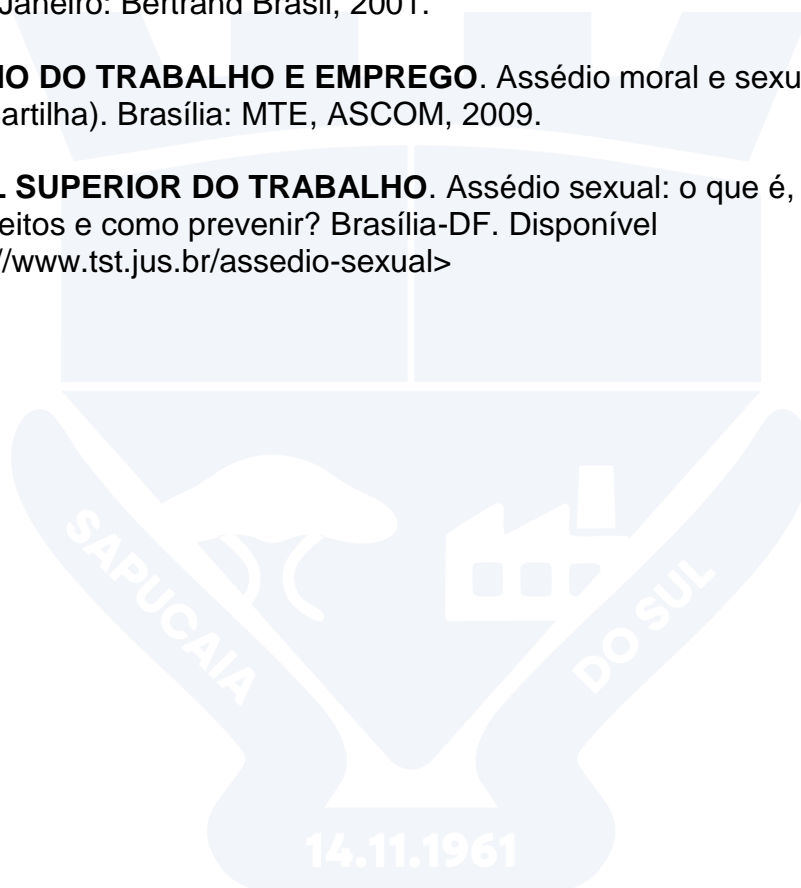 Janeiro: Bertrand Brasil, 2001.
IO DO TRABALHO E EMPREGO. Assédio moral e sexu
artilha). Brasília: MTE, ASCOM, 2009.
L SUPERIOR DO TRABALHO. Assédio sexual: o que é,
eitos e como prevenir? Brasília-DF. Disponível
//www.tst.jus.br/assedio-sexual>
SAPUCAIA
DO SUL
14.11.1961